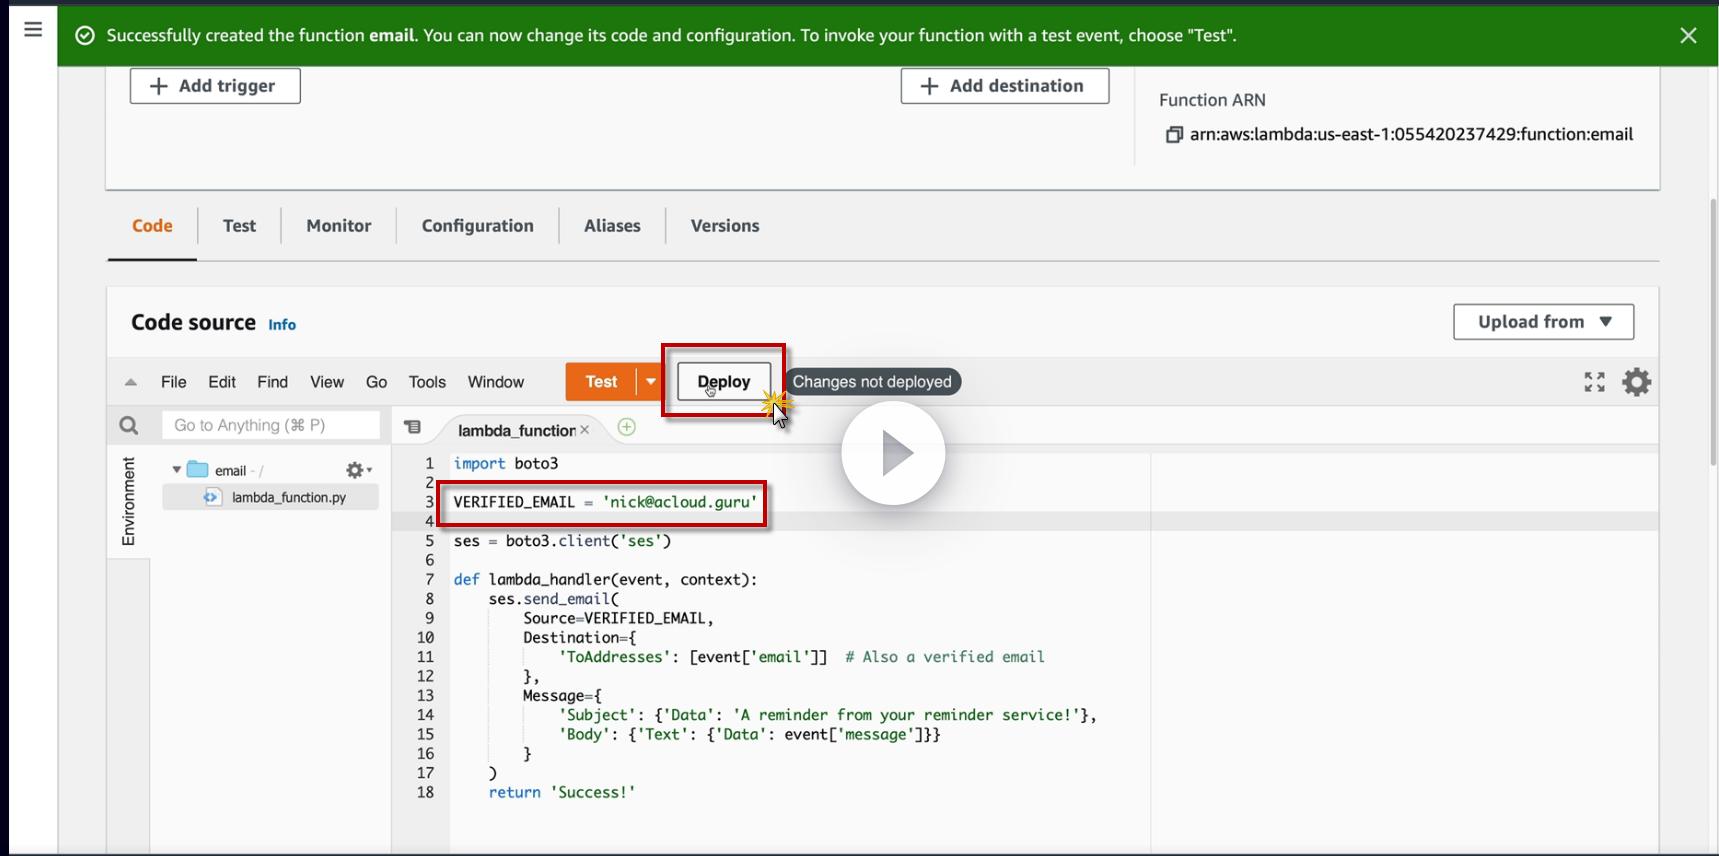 Successfully created the function email. You can now change its code and configuration. To invoke your function with a test event, choose "Test".
Add trigger
Add destination
Function ARN
arn:aws:lambda:us-east-1:055420237429:function:email
Code
Test
Monitor
Configuration
Aliases
Versions
Code source Info
Upload from
File Edit Find View Go Tools Window
Test
Deploy
Changes not deployed
Go to Anything (⌘ P)
lambda_function
Environment
email - /
lambda_function.py
1 import boto3
2
3 VERIFIED_EMAIL = 'nick@acloud.guru'
4
5 ses = boto3.client('ses')
6
7 def lambda_handler(event, context):
8     ses.send_email(
9         Source=VERIFIED_EMAIL,
10         Destination={
11             'ToAddresses': [event['email']]  # Also a verified email
12         },
13         Message={
14             'Subject': {'Data': 'A reminder from your reminder service!'},
15             'Body': {'Text': {'Data': event['message']}}
16         }
17     )
18     return 'Success!'